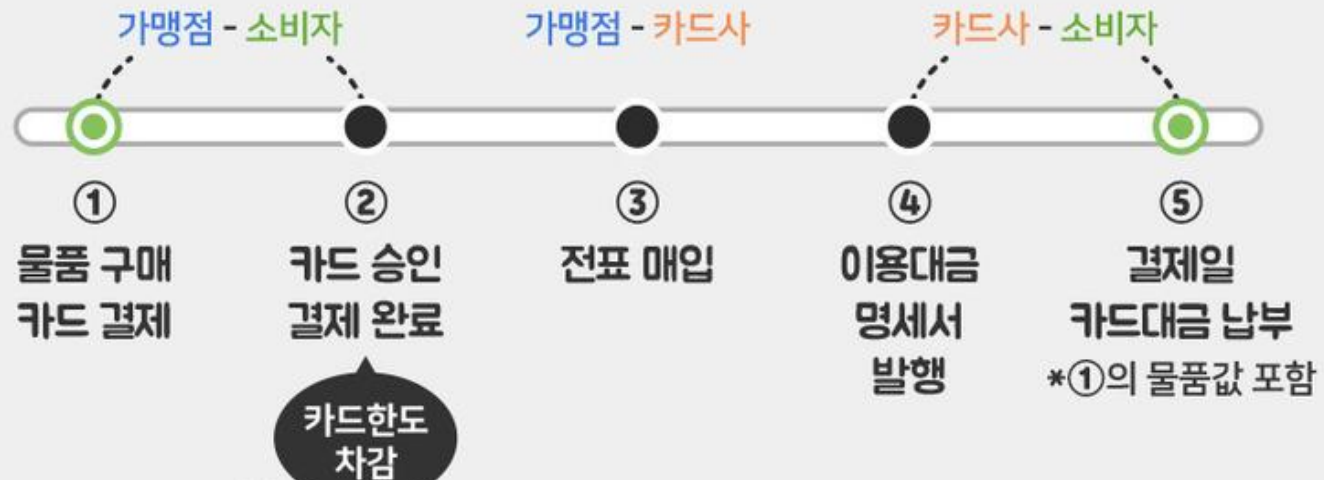 가맹점 - 소비자
가맹점 - 카드사
카드사 - 소비자
①
물품 구매
카드 결제
②
카드 승인
결제 완료
카드한도
차감
③
전표 매입
④
이용대금
명세서
발행
⑤
결제일
카드대금 납부
*①의 물품값 포함